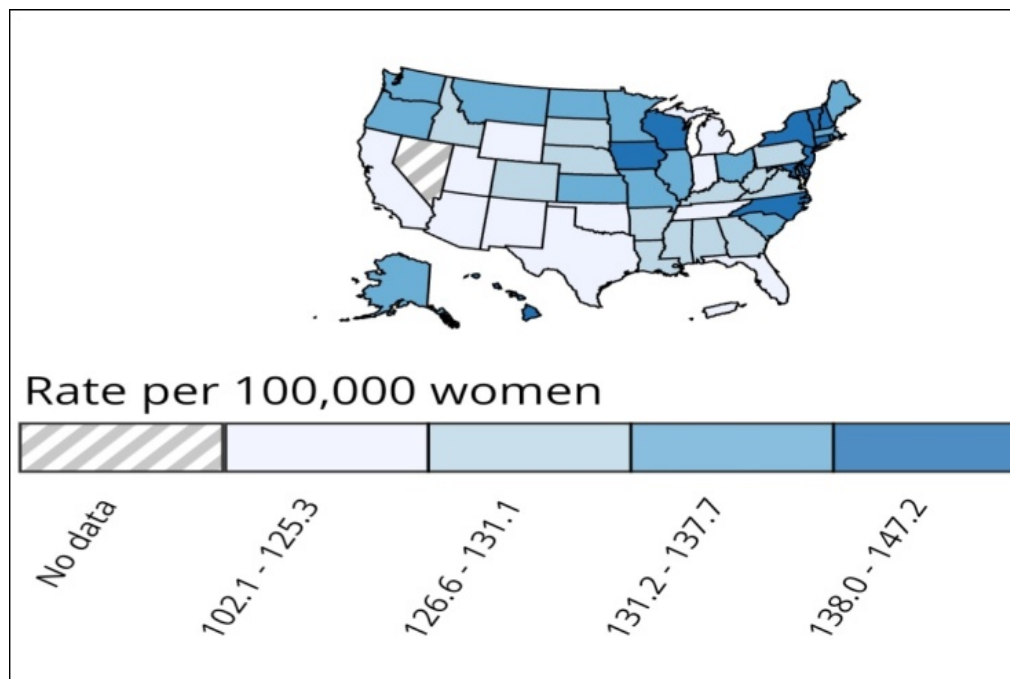 Rate per 100,000 women
No data
102.1 - 125.3
126.6 - 131.1
131.2 - 137.7
138.0 - 147.2